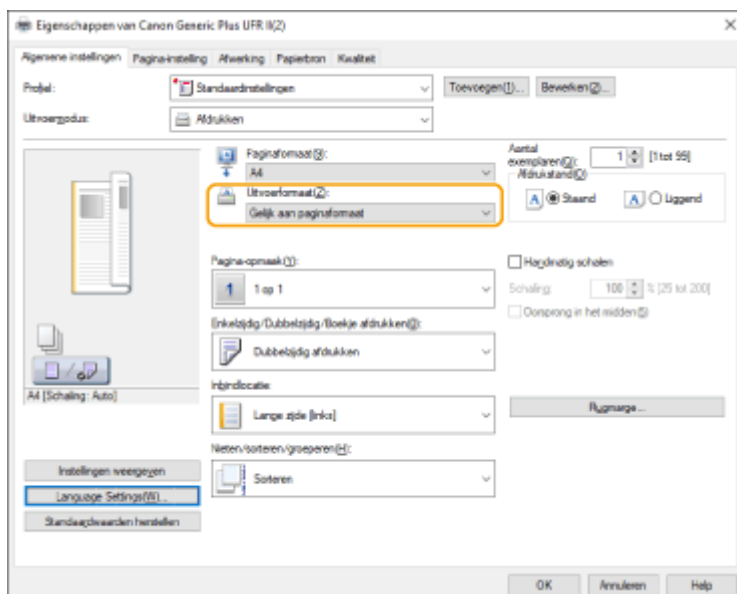 Eigenschappen van Canon Generic Plus UFR II(2)
Algemene instellingen Pagina-instelling Afwerking Papierbron Kwaliteit
Profiel: Standaardinstellingen Toevoegen(1)... Bewerken(2)...
Uitvoermodus: Afdrukken
Paginaformaat(9): Aantal
exemplaren(Q): 1 [1 tot 99]
A4 Afdrukstand(O)
Uitvoerformaat(Z): A Staand A Liggend
Gelijk aan paginaformaat
Pagina-opmaak(Y): Handmatig schalen
1 1 op 1 Schaling: 100 % [25 tot 200]
Oorsprong in het midden(5)
Enkelzijdig/Dubbelzijdig/Boekje afdrukken(0):
Dubbelzijdig afdrukken
A4 [Schaling: Auto] Inbindlocatie:
Lange zijde [links] Rugmarge...
Nieten/sorteren/groeperen(H):
Instellingen weergeven Sorteren
Language Settings(W)...
Standaardwaarden herstellen
OK Annuleren Help